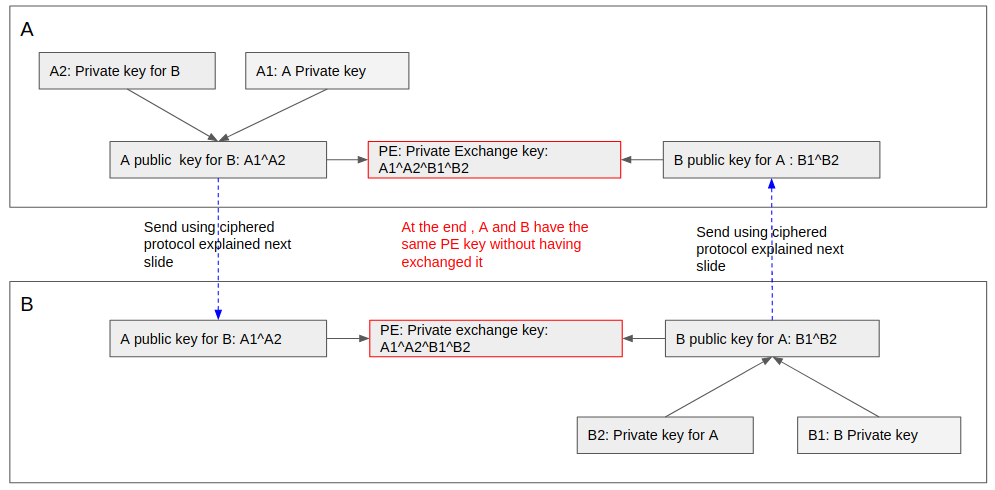 A
A2: Private key for B
A1: A Private key
A public  key for B: A1^A2
PE: Private Exchange key:
A1^A2^B1^B2
B public key for A : B1^B2
Send using ciphered
protocol explained next
slide
At the end , A and B have the
same PE key without having
exchanged it
Send using ciphered
protocol explained next
slide
B
A public key for B: A1^A2
PE: Private exchange key:
A1^A2^B1^B2
B public key for A: B1^B2
B2: Private key for A
B1: B Private key